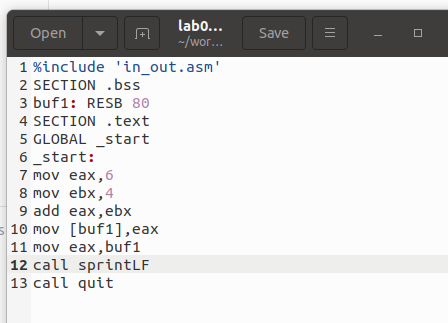 Open
lab0...
~/wor...
Save
1 %include 'in_out.asm'
2 SECTION .bss
3 buf1: RESB 80
4 SECTION .text
5 GLOBAL _start
6 _start:
7 mov eax,6
8 mov ebx,4
9 add eax,ebx
10 mov [buf1],eax
11 mov eax,buf1
12 call sprintLF
13 call quit